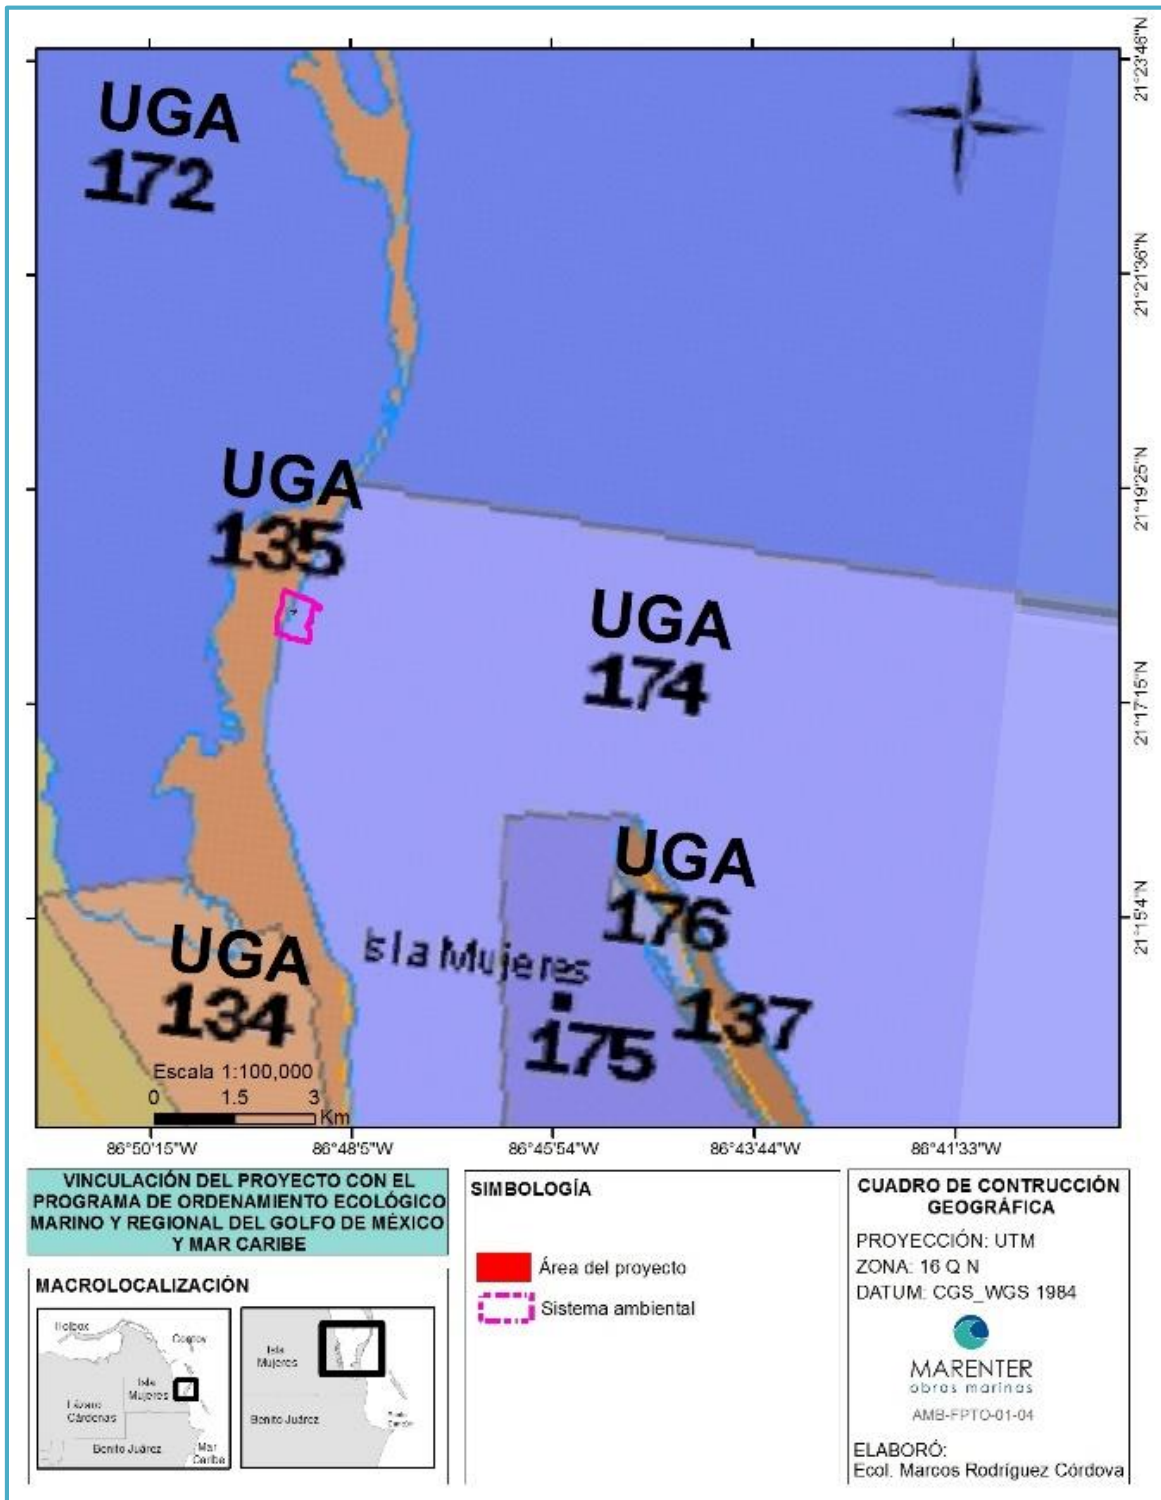 21°23'46"N
UGA
172
21°21'36"N
UGA
135
21°19'25"N
UGA
174
21°17'15"N
UGA
176
21°15'4"N
Isla Mujeres
137
175
UGA
134
Escala 1:100,000
0 1.5 3
Km
86°50'15"W 86°48'5"W 86°45'54"W 86°43'44"W 86°41'33"W
VINCULACIÓN DEL PROYECTO CON EL
PROGRAMA DE ORDENAMIENTO ECOLÓGICO
MARINO Y REGIONAL DEL GOLFO DE MÉXICO
Y MAR CARIBE
MACROLOCALIZACIÓN
Holbox
Contoy
Isla
Mujeres
Lázaro
Cárdenas
Benito Juárez
Mar
Caribe
Isla
Mujeres
Benito Juárez
Cancún
SIMBOLOGÍA
Área del proyecto
Sistema ambiental
CUADRO DE CONTRUCCIÓN
GEOGRÁFICA
PROYECCIÓN: UTM
ZONA: 16 Q N
DATUM: CGS_WGS 1984
MARENTER
obras marinas
AMB-FPTO-01-04
ELABORÓ:
Ecol. Marcos Rodríguez Córdova